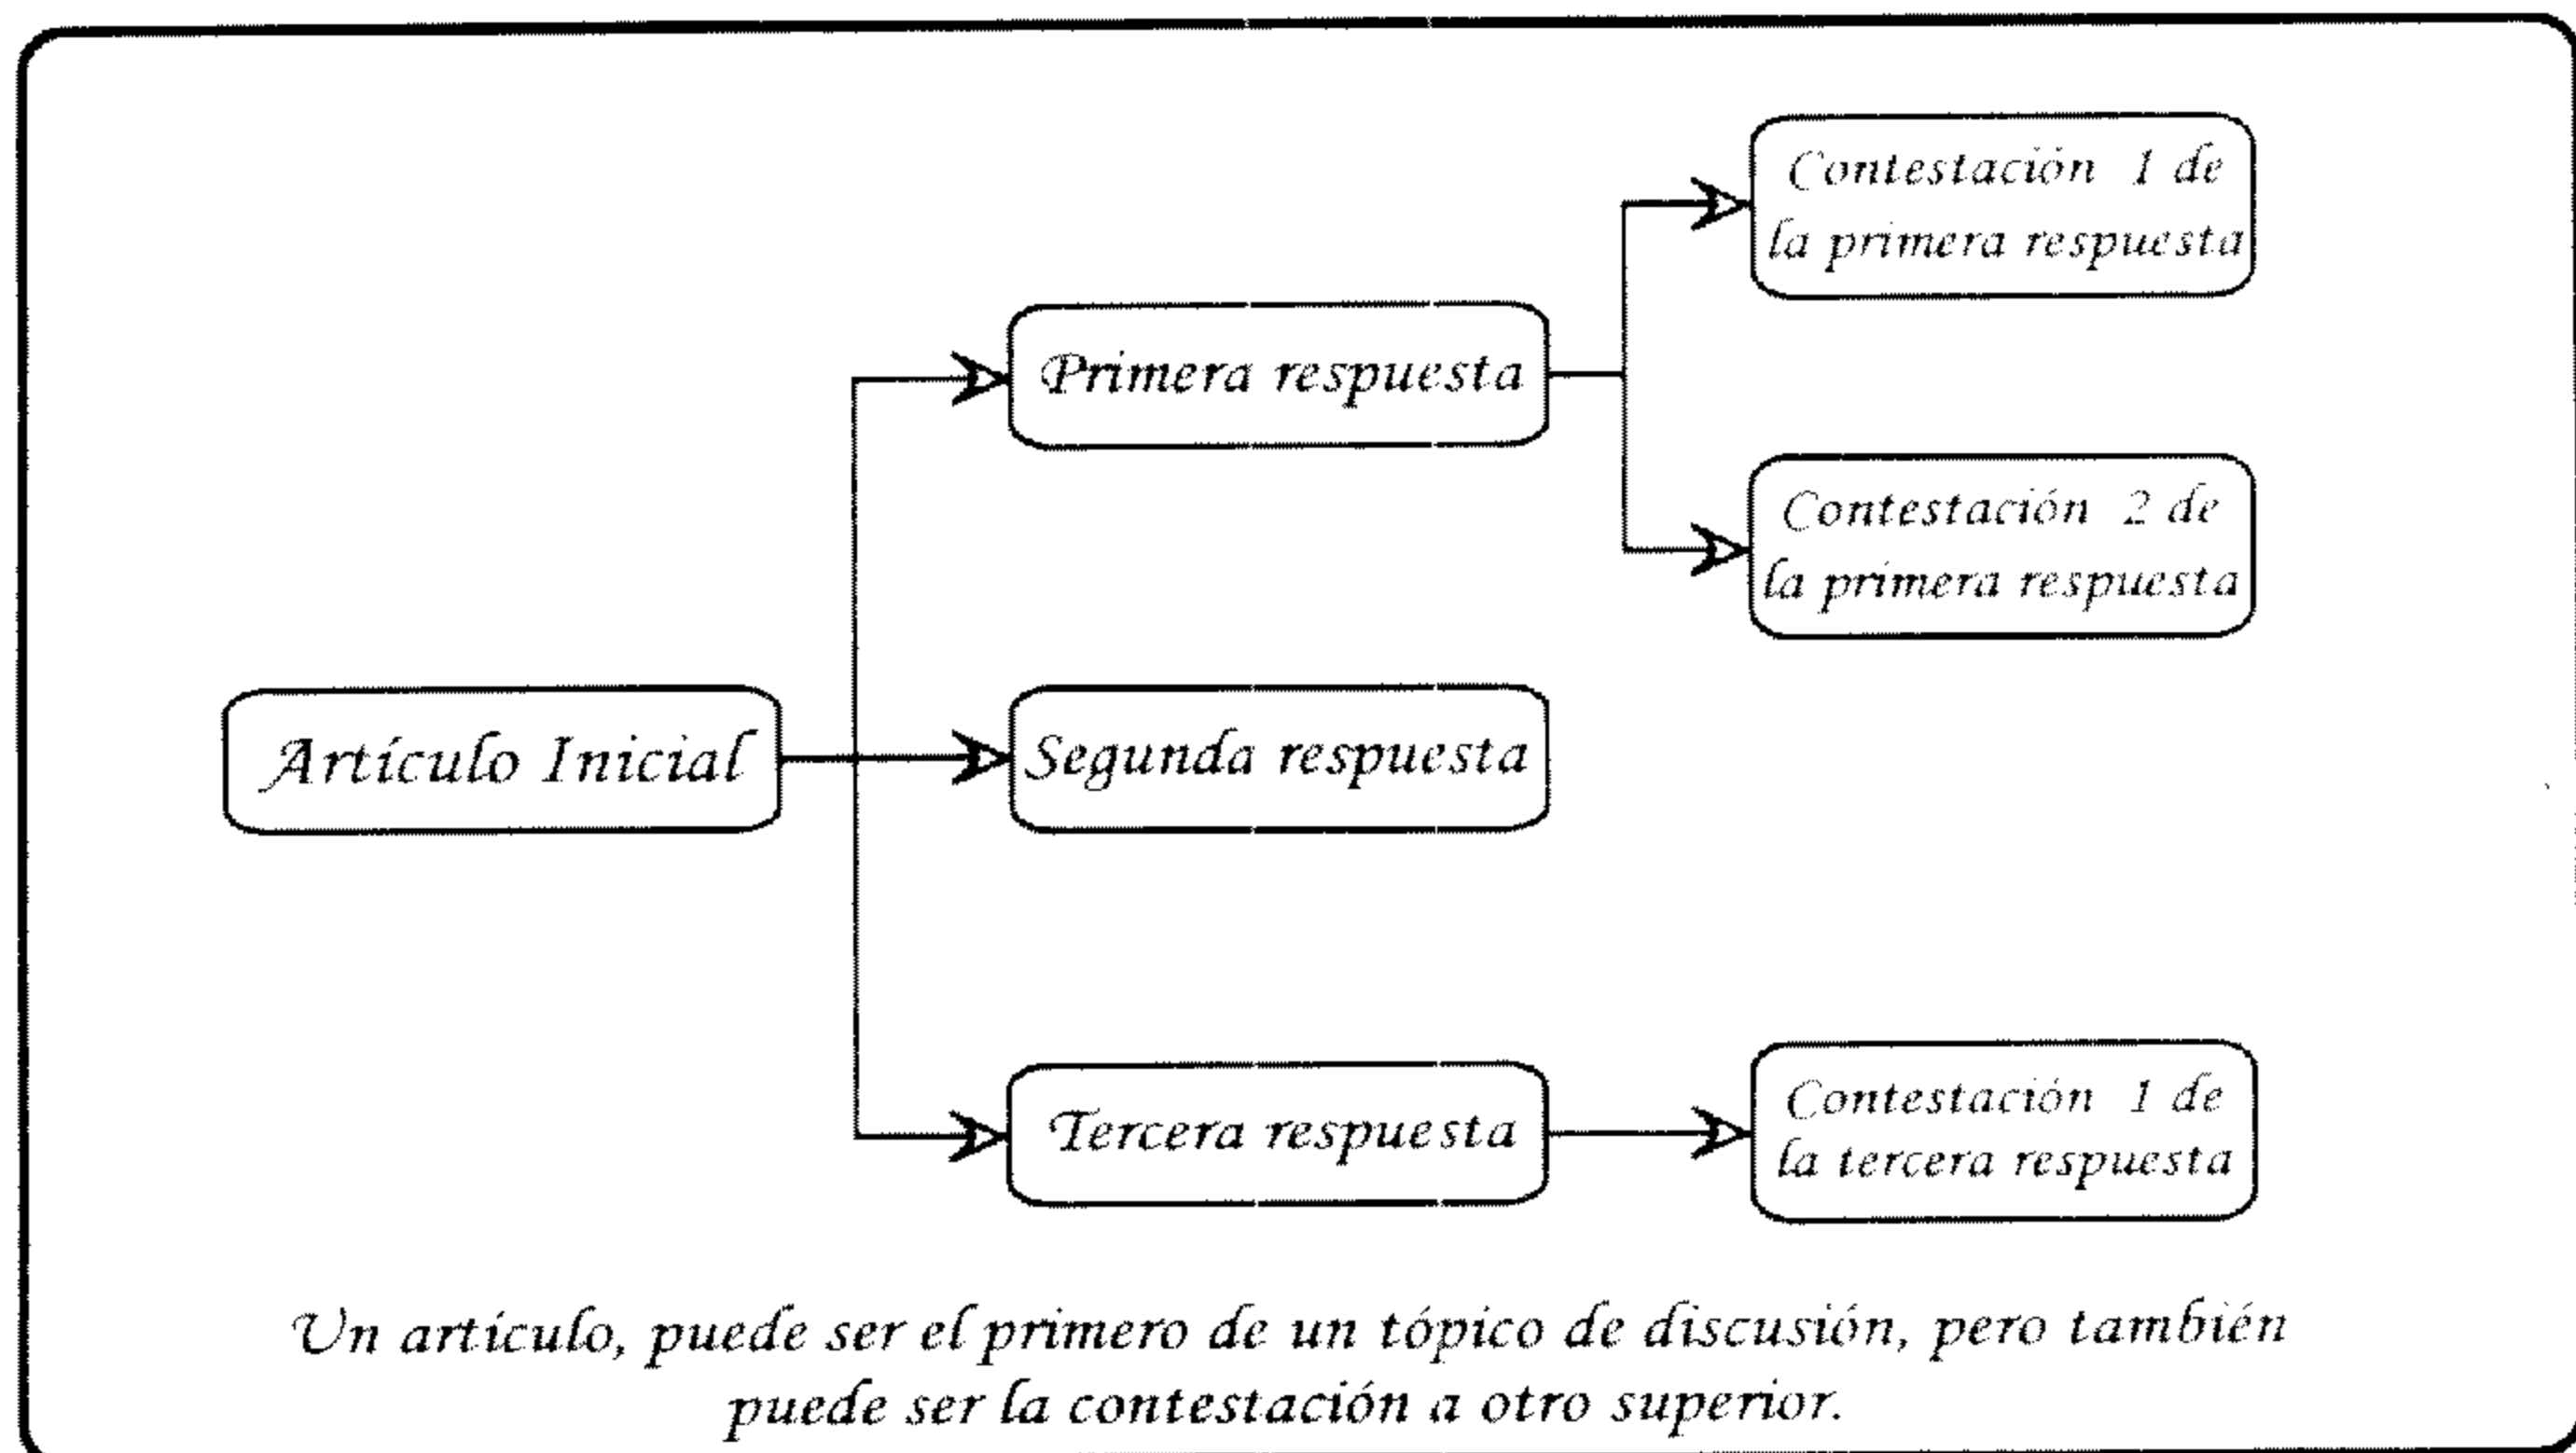 Contestación 1 de
la primera respuesta
Primera respuesta
Contestación 2 de
la primera respuesta
Artículo Inicial
Segunda respuesta
Tercera respuesta
Contestación 1 de
la tercera respuesta
Un artículo, puede ser el primero de un tópico de discusión, pero también
puede ser la contestación a otro superior.